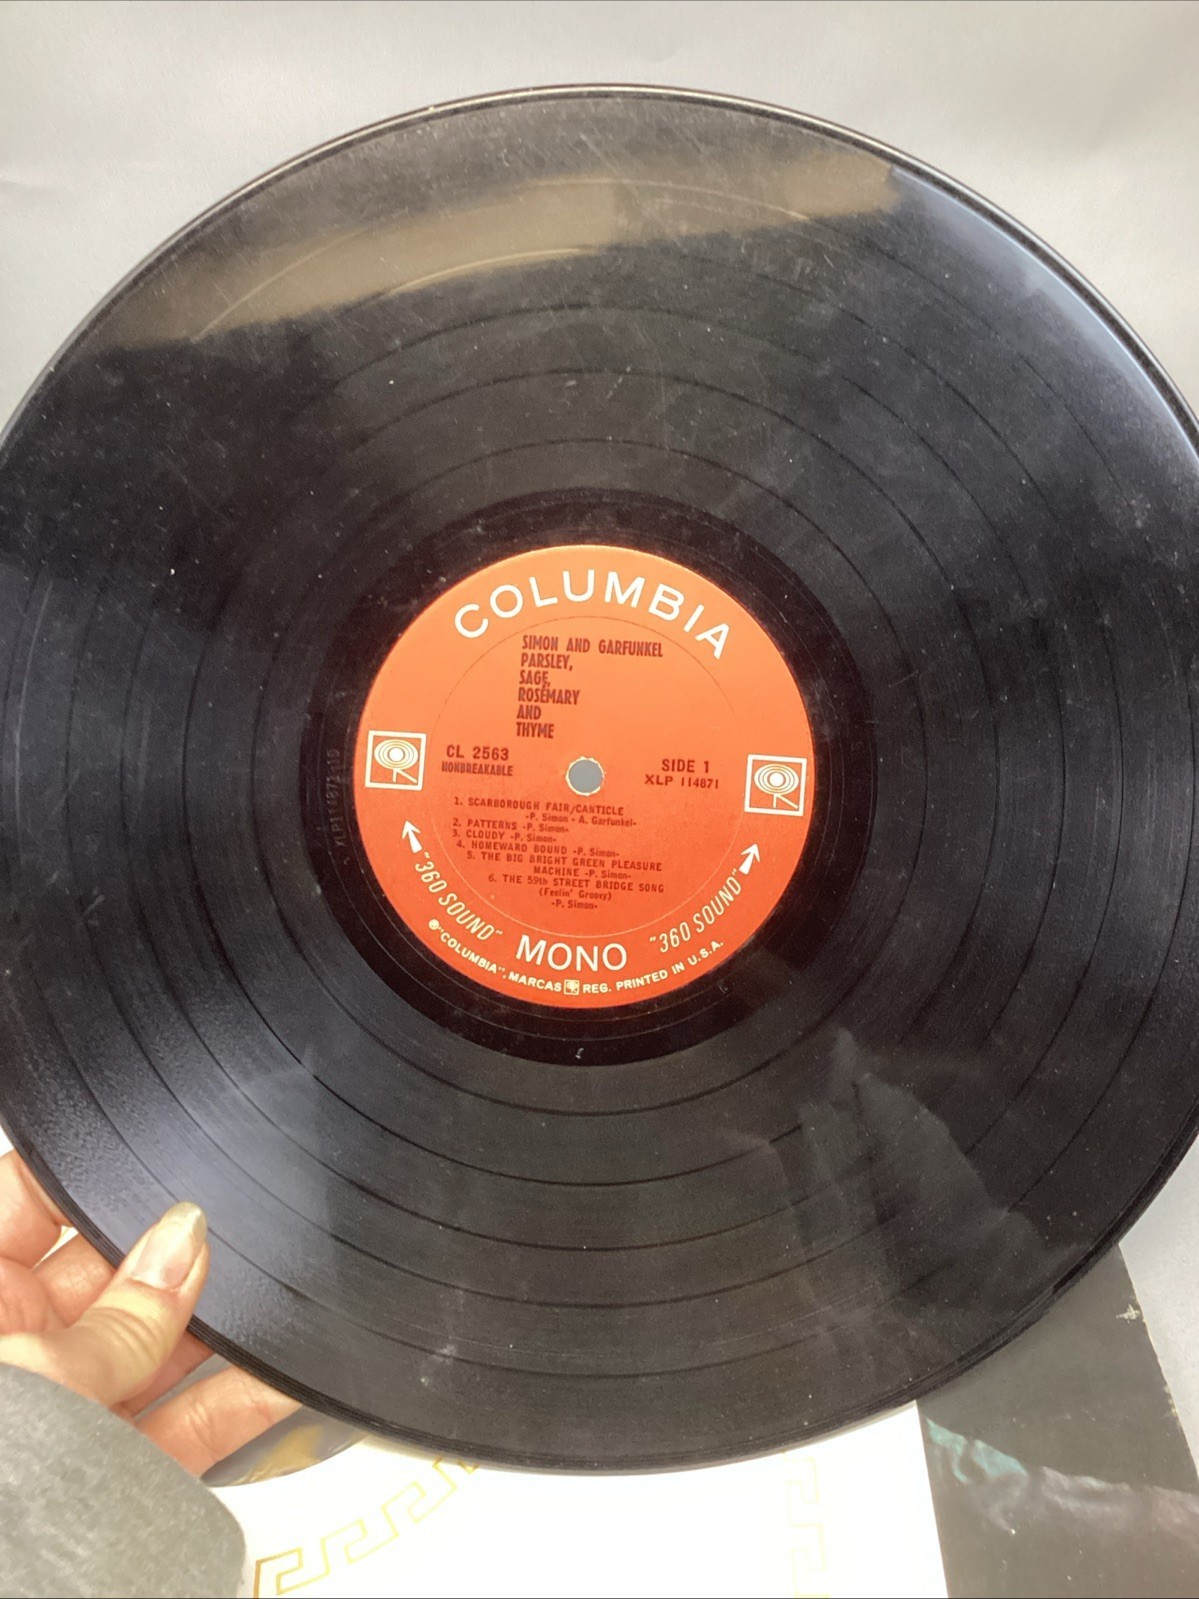 COLUMBIA
SIMON AND GARFUNKEL
PARSLEY,
SAGE,
ROSEMARY
AND
THYME
CL 2563
NONBREAKABLE
SIDE 1
XLP 114871
1. SCARBOROUGH FAIR/CANTICLE
-P. Simon - A. Garfunkel-
2. PATTERNS -P. Simon-
3. CLOUDY -P. Simon-
4. HOMEWARD BOUND -P. Simon-
5. THE BIG BRIGHT GREEN PLEASURE
MACHINE -P. Simon-
6. THE 59th STREET BRIDGE SONG
(Feelin' Groovy)
-P. Simon-
"360 SOUND" MONO "360 SOUND"
® "COLUMBIA", MARCAS REG. PRINTED IN U.S.A.